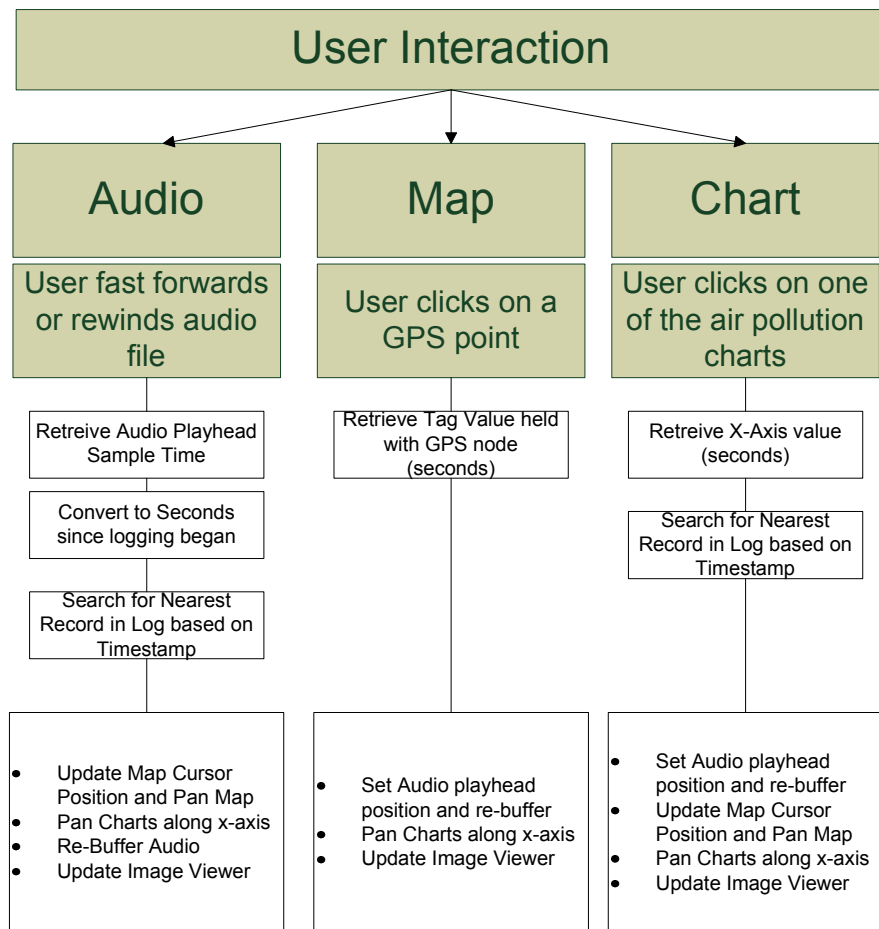 User Interaction
Audio
User fast forwards
or rewinds audio
file
Retreive Audio Playhead
Sample Time
Convert to Seconds
since logging began
Search for Nearest
Record in Log based on
Timestamp
• Update Map Cursor
Position and Pan Map
• Pan Charts along x-axis
• Re-Buffer Audio
• Update Image Viewer
Map
User clicks on a
GPS point
Retrieve Tag Value held
with GPS node
(seconds)
• Set Audio playhead
position and re-buffer
• Pan Charts along x-axis
• Update Image Viewer
Chart
User clicks on one
of the air pollution
charts
Retreive X-Axis value
(seconds)
Search for Nearest
Record in Log based on
Timestamp
• Set Audio playhead
position and re-buffer
• Update Map Cursor
Position and Pan Map
• Pan Charts along x-axis
• Update Image Viewer